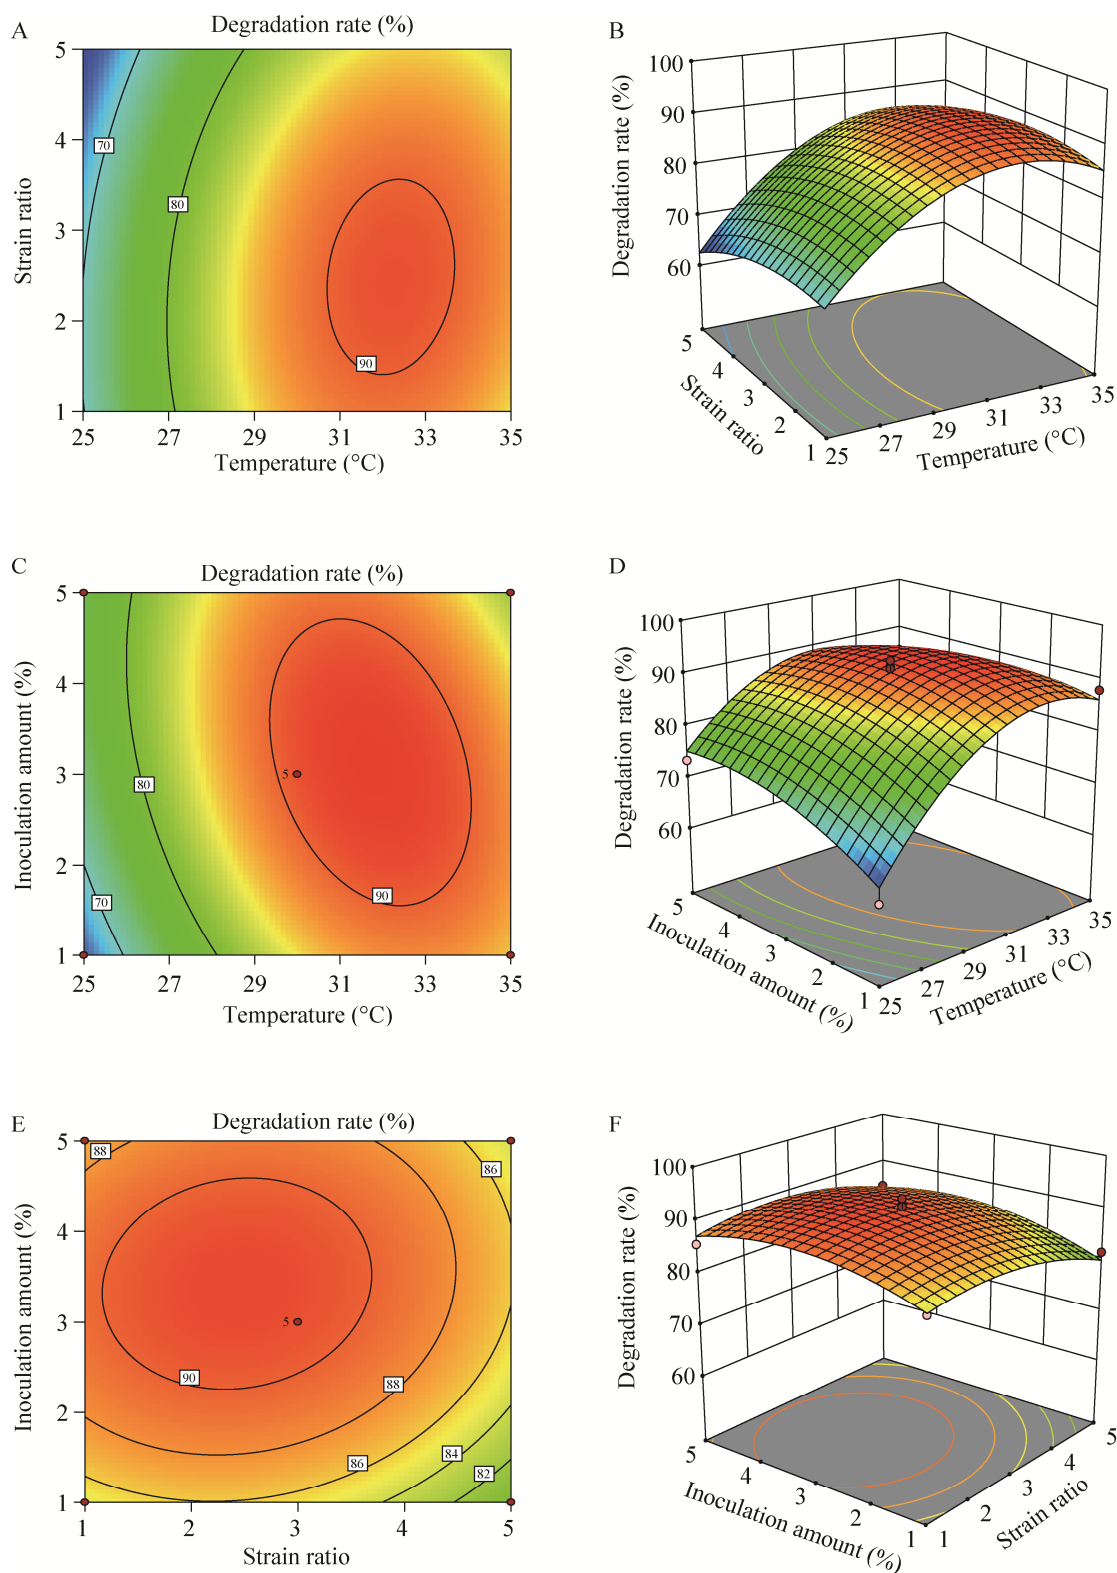 A
Degradation rate (%)
5
4
3
2
1
Strain ratio
70
80
90
25 27 29 31 33 35
Temperature (°C)
B
100
90
80
70
60
Degradation rate (%)
5
4
3
2
1
Strain ratio
25
27
29
31
33
35
Temperature (°C)
C
Degradation rate (%)
5
4
3
2
1
Inoculation amount (%)
80
5
70
90
25 27 29 31 33 35
Temperature (°C)
D
100
90
80
70
60
Degradation rate (%)
5
4
3
2
1
Inoculation amount (%)
25
27
29
31
33
35
Temperature (°C)
E
Degradation rate (%)
5
4
3
2
1
Inoculation amount (%)
88
86
5
90
88
86
84
82
1 2 3 4 5
Strain ratio
F
100
90
80
70
60
Degradation rate (%)
5
4
3
2
1
Inoculation amount (%)
1
2
3
4
5
Strain ratio